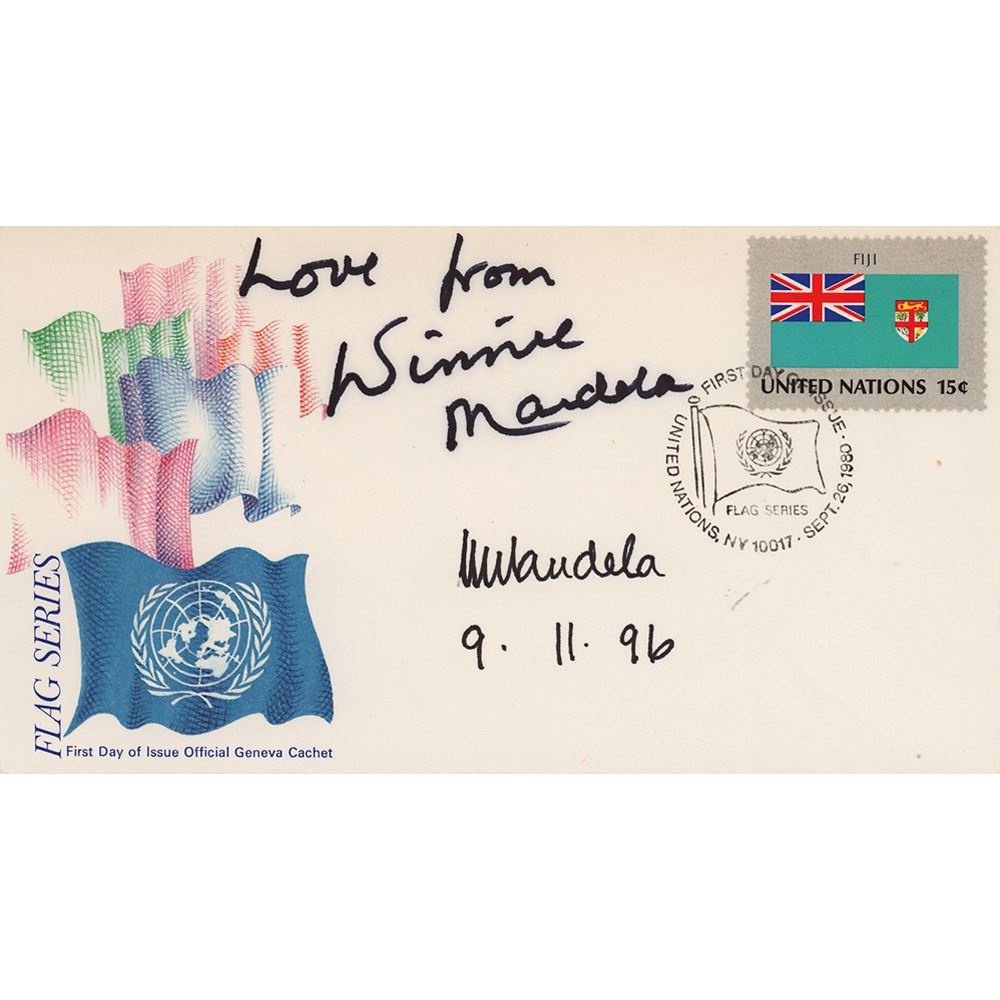 Love from
Winnie
Mandela
FIJI
UNITED NATIONS 15¢
FIRST DAY OF ISSUE · SEPT. 26, 1980
UNITED NATIONS, NY 10017 ·
FLAG SERIES
Mandela
9. 11. 96
FLAG SERIES
First Day of Issue Official Geneva Cachet